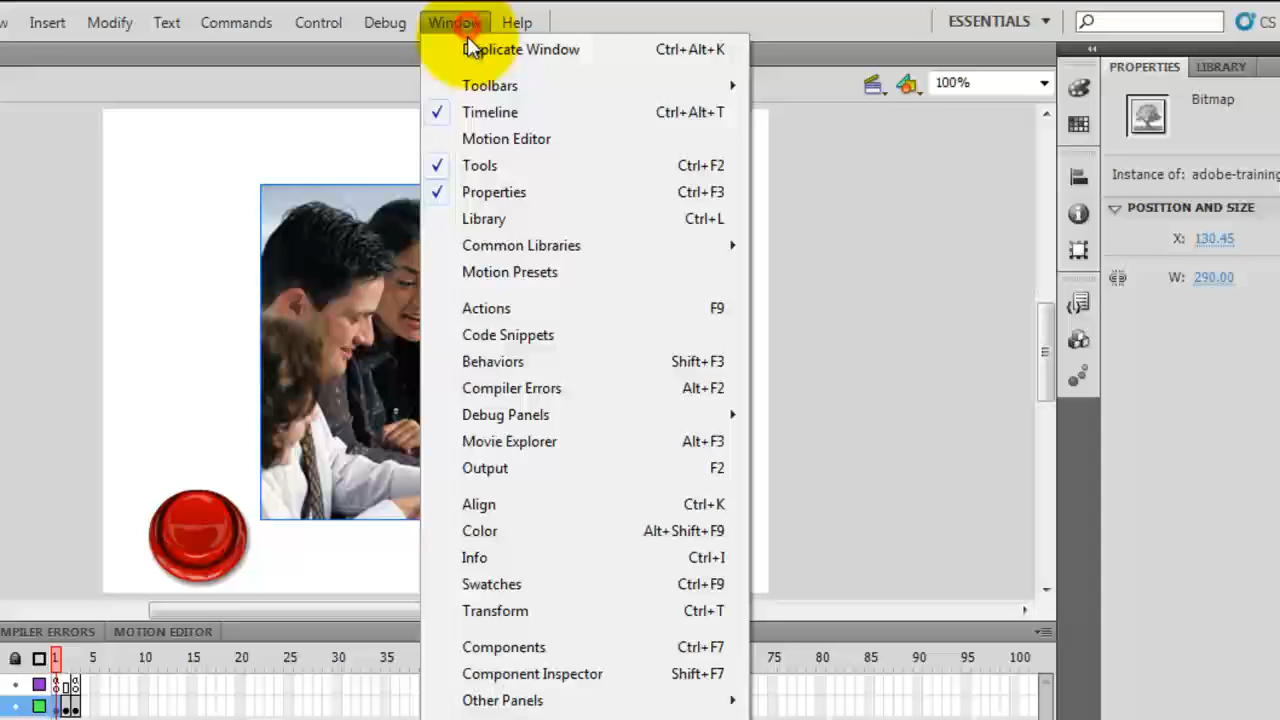 Insert Modify Text Commands Control Debug Window Help ESSENTIALS CS
Duplicate Window Ctrl+Alt+K
Toolbars
Timeline Ctrl+Alt+T
Motion Editor
Tools Ctrl+F2
Properties Ctrl+F3
Library Ctrl+L
Common Libraries
Motion Presets
Actions F9
Code Snippets
Behaviors Shift+F3
Compiler Errors Alt+F2
Debug Panels
Movie Explorer Alt+F3
Output F2
Align Ctrl+K
Color Alt+Shift+F9
Info Ctrl+I
Swatches Ctrl+F9
Transform Ctrl+T
Components Ctrl+F7
Component Inspector Shift+F7
Other Panels
100%
PROPERTIES LIBRARY
Bitmap
Instance of: adobe-training
POSITION AND SIZE
X: 130.45
W: 290.00
MPILER ERRORS MOTION EDITOR
1 5 10 15 20 25 30 35 75 80 85 90 95 100